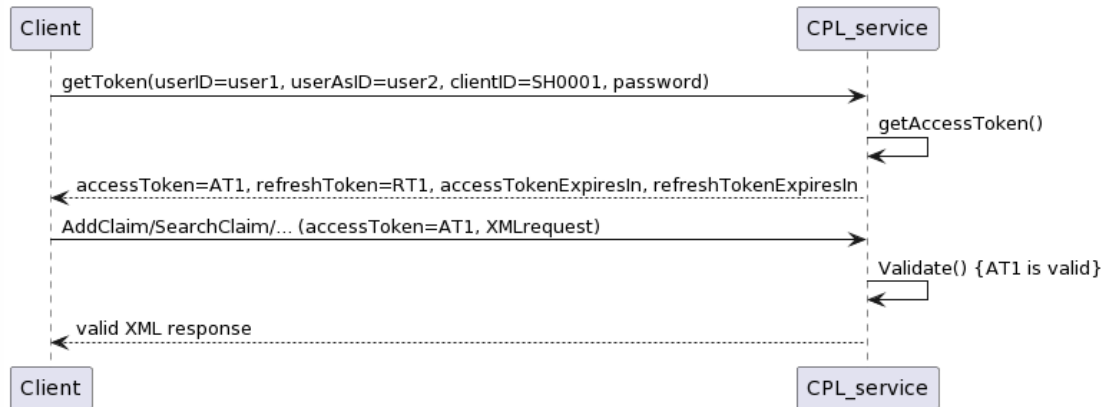 Client
CPL_service
getToken(userID=user1, userAsID=user2, clientID=SH0001, password)
getAccessToken()
accessToken=AT1, refreshToken=RT1, accessTokenExpiresIn, refreshTokenExpiresIn
AddClaim/SearchClaim/... (accessToken=AT1, XMLrequest)
Validate() {AT1 is valid}
valid XML response
Client
CPL_service